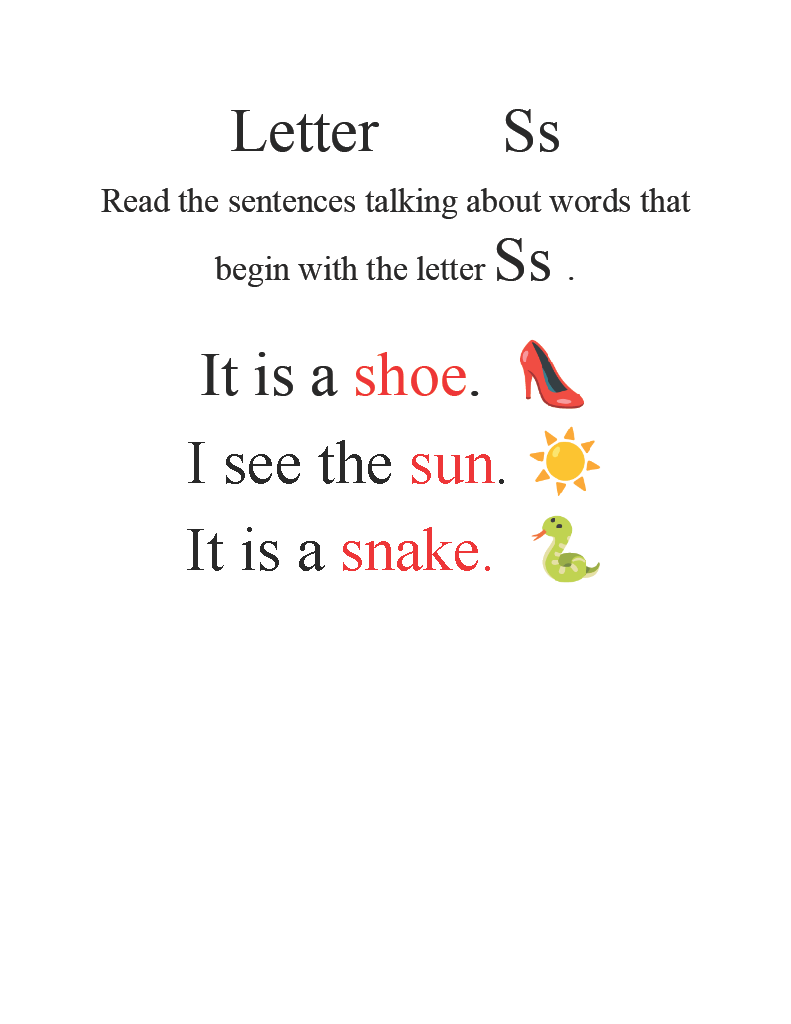 Letter Ss
Read the sentences talking about words that
begin with the letter Ss .
It is a shoe.
I see the sun.
It is a snake.